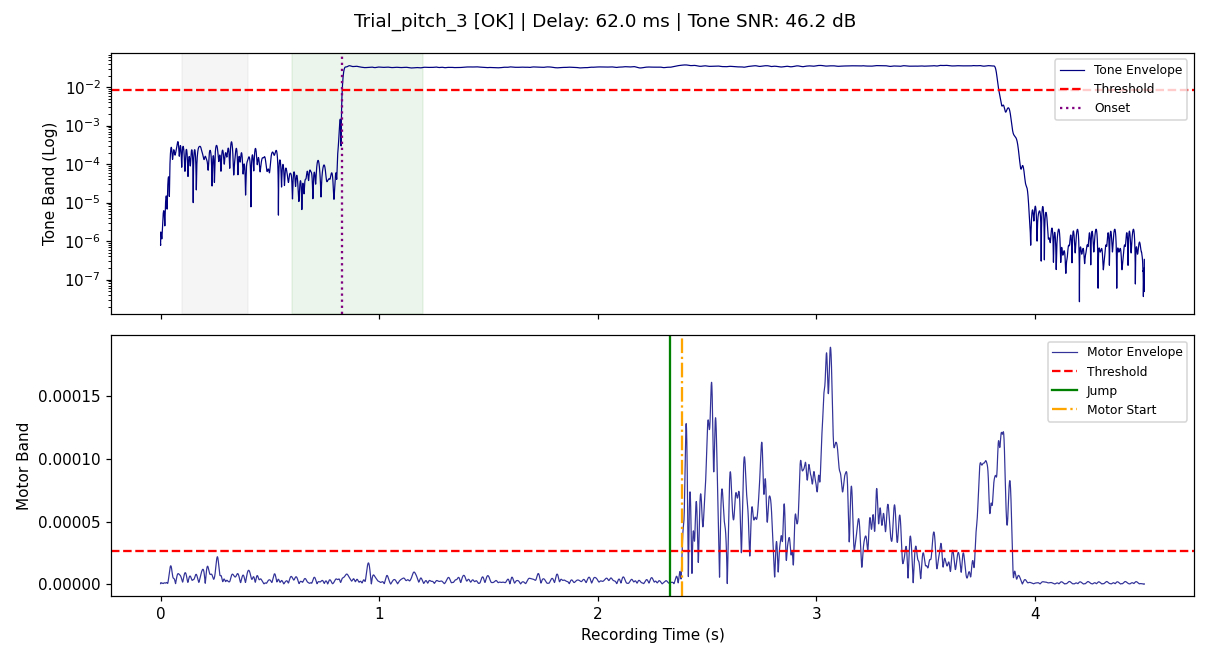 Trial_pitch_3 [OK] | Delay: 62.0 ms | Tone SNR: 46.2 dB
Tone Band (Log)
10⁻²
10⁻³
10⁻⁴
10⁻⁵
10⁻⁶
10⁻⁷
Tone Envelope
Threshold
Onset
Motor Band
0.00015
0.00010
0.00005
0.00000
Motor Envelope
Threshold
Jump
Motor Start
0 1 2 3 4
Recording Time (s)